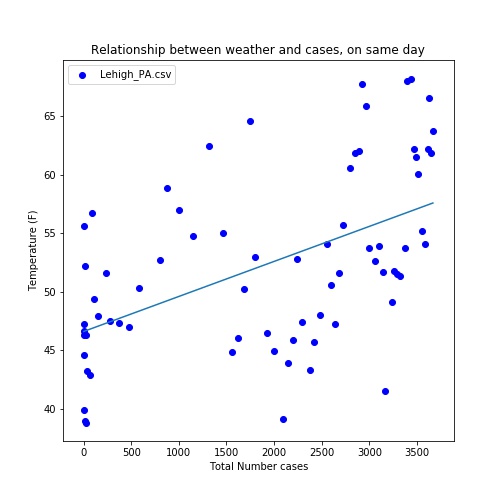 Relationship between weather and cases, on same day
Lehigh_PA.csv
Temperature (F)
65
60
55
50
45
40
0 500 1000 1500 2000 2500 3000 3500
Total Number cases